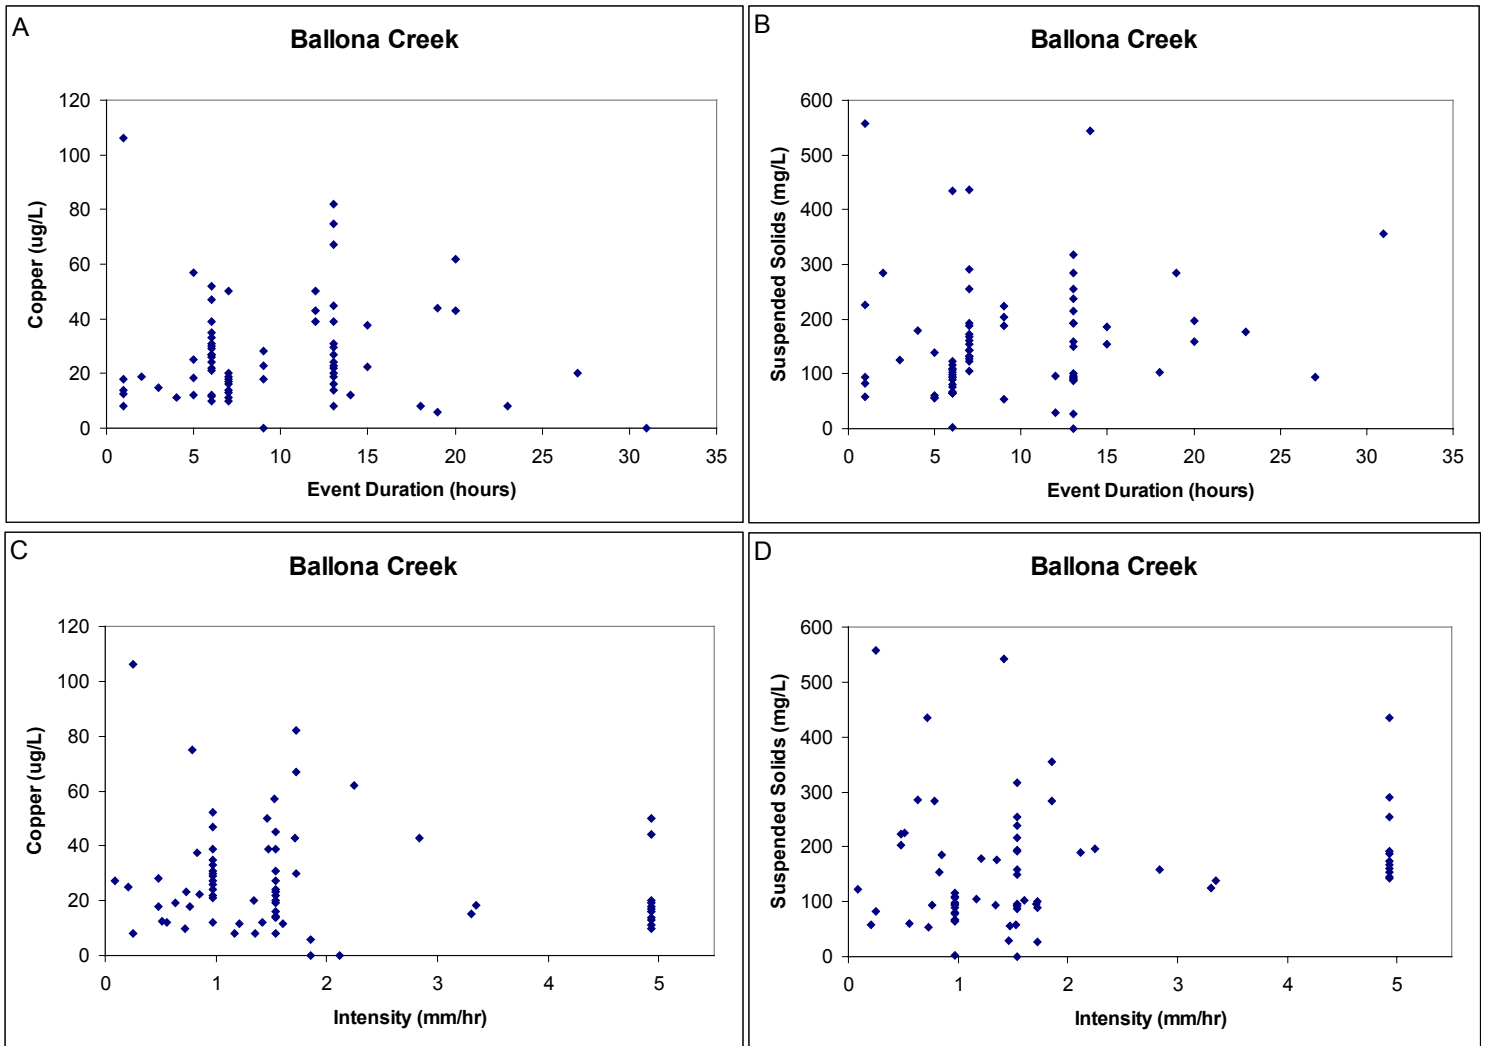 A
Ballona Creek
120
100
80
60
40
20
0
Copper (ug/L)
0 5 10 15 20 25 30 35
Event Duration (hours)
B
Ballona Creek
600
500
400
300
200
100
0
Suspended Solids (mg/L)
0 5 10 15 20 25 30 35
Event Duration (hours)
C
Ballona Creek
120
100
80
60
40
20
0
Copper (ug/L)
0 1 2 3 4 5
Intensity (mm/hr)
D
Ballona Creek
600
500
400
300
200
100
0
Suspended Solids (mg/L)
0 1 2 3 4 5
Intensity (mm/hr)